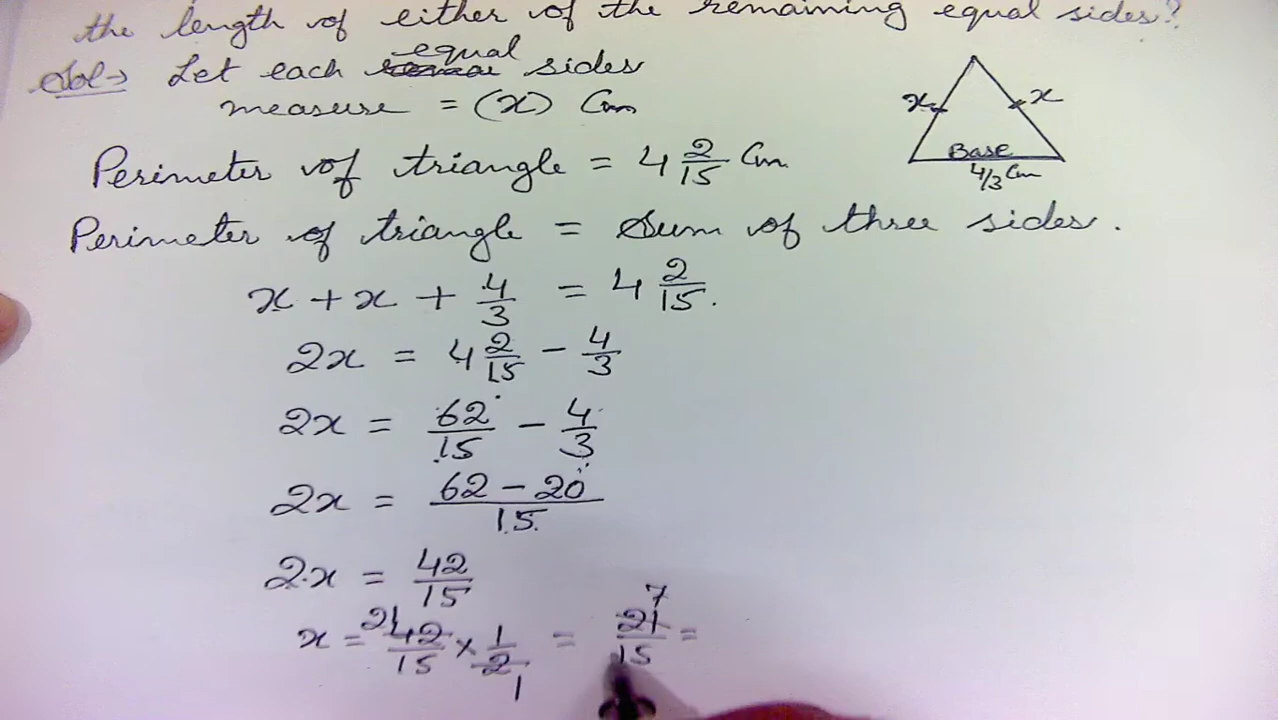 the length of either of the remaining equal sides?
Sol→ Let each equal sides
measure = (x) Cm
x x
Base
4/3 Cm
Perimeter of triangle = 4 2/15 Cm
Perimeter of triangle = Sum of three sides.
x + x + 4/3 = 4 2/15.
2x = 4 2/15 - 4/3
2x = 62/15 - 4/3
2x = 62 - 20/15
2x = 42/15
x = 21 42/15 × 1/2 1 = 21/15 7 =